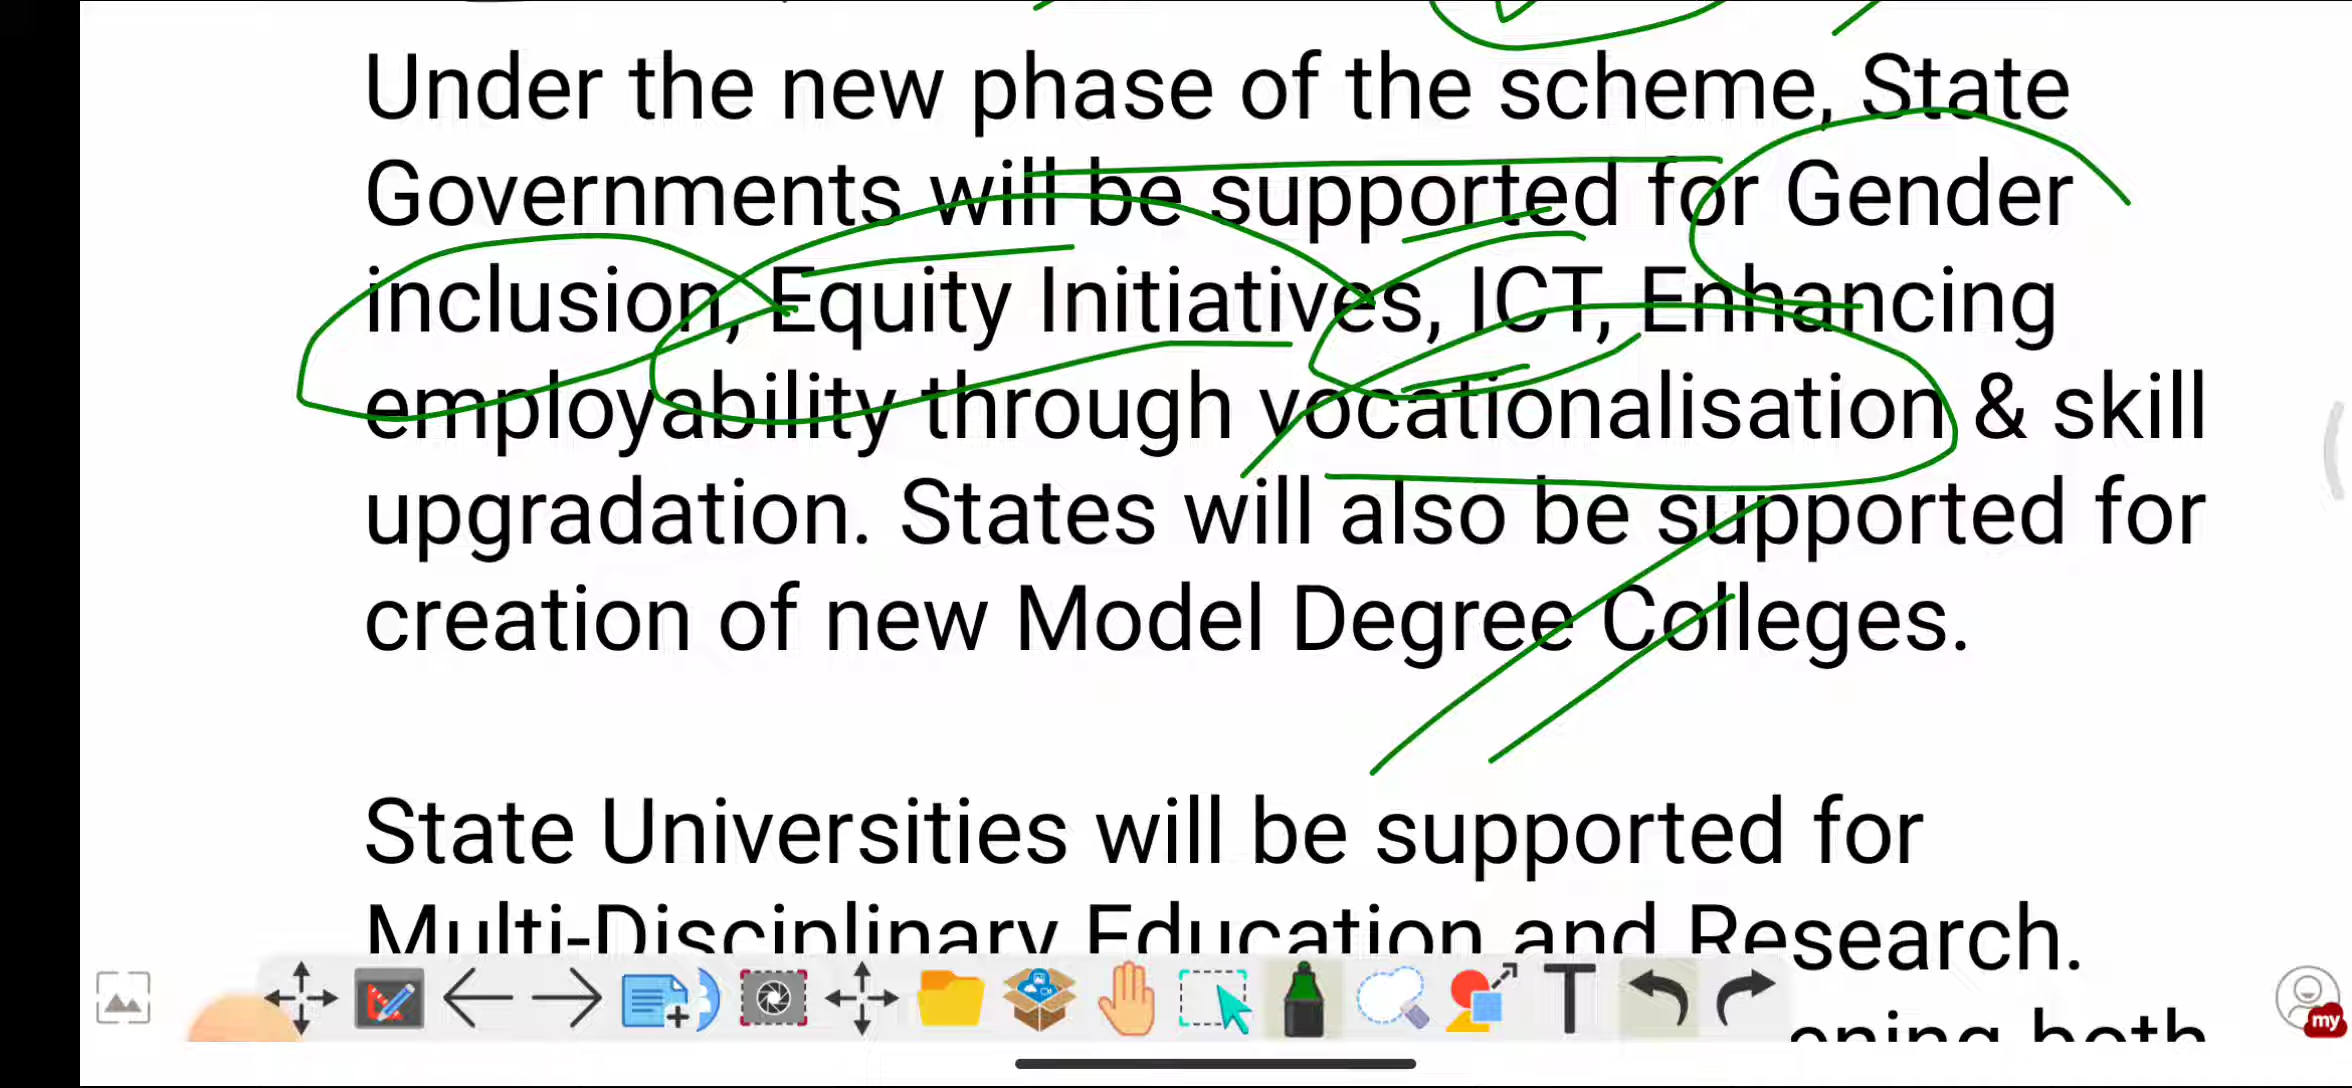 Under the new phase of the scheme, State
Governments will be supported for Gender
inclusion, Equity Initiatives, ICT, Enhancing
employability through vocationalisation & skill
upgradation. States will also be supported for
creation of new Model Degree Colleges.
State Universities will be supported for
Multi-Disciplinary Education and Research.
both
T
my